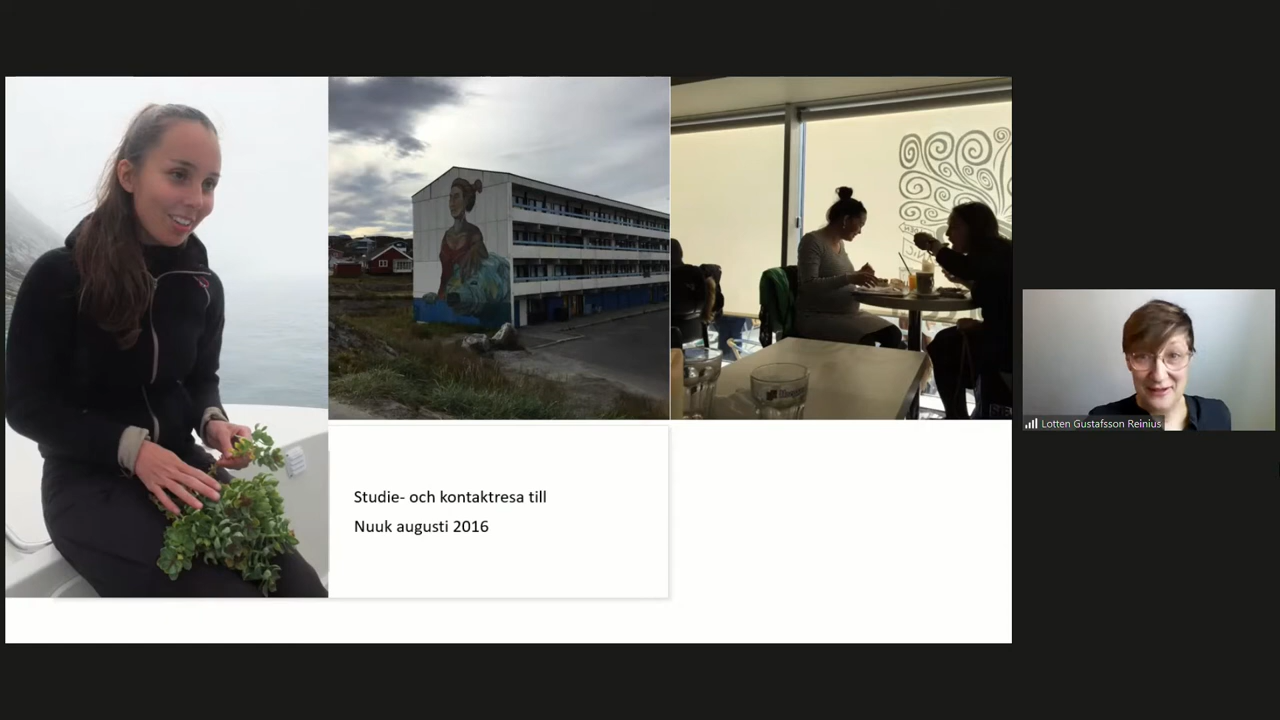 Studie- och kontaktresa till
Nuuk augusti 2016
Lotten Gustafsson Reinius